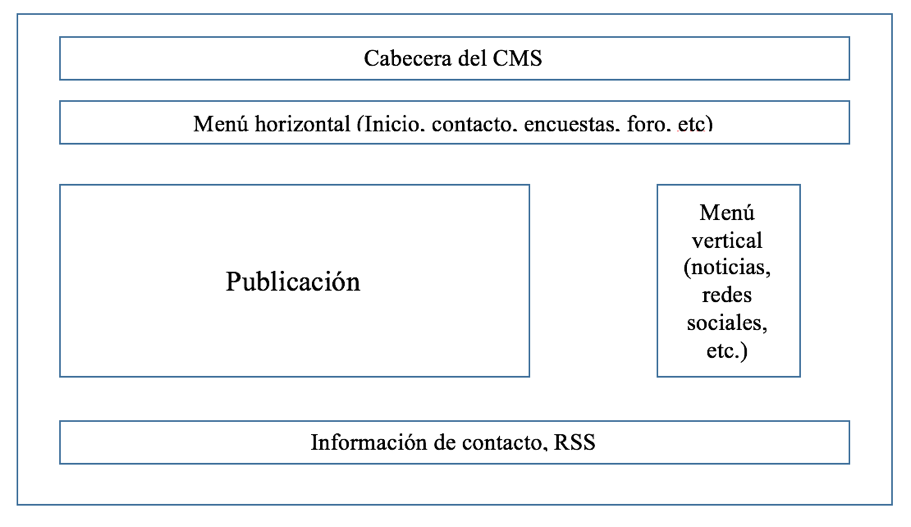 Cabecera del CMS
Menú horizontal (Inicio, contacto, encuestas, foro, etc)
Publicación
Menú
vertical
(noticias,
redes
sociales,
etc.)
Información de contacto, RSS